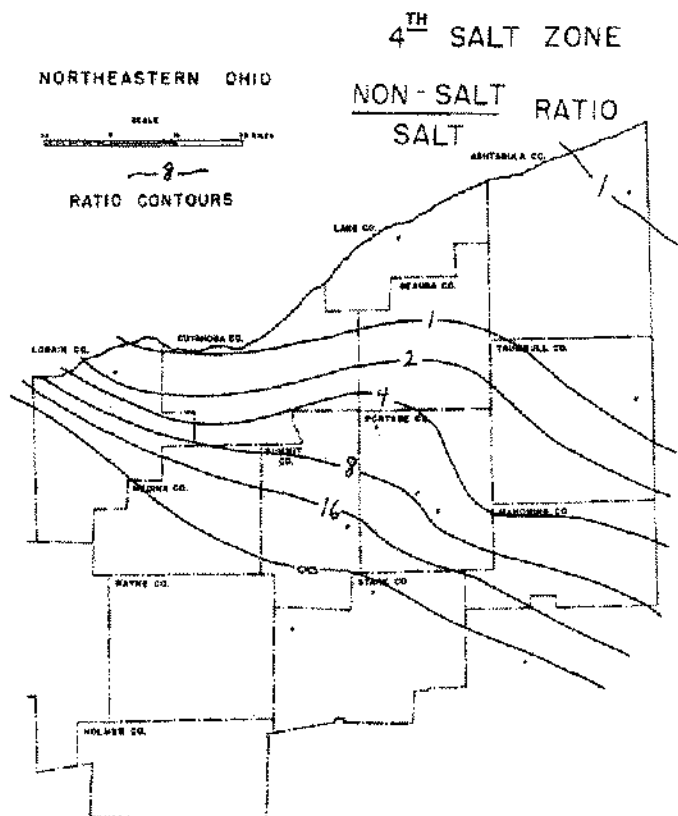 4TH SALT ZONE
NORTHEASTERN OHIO
NON-SALT
SALT
RATIO
SCALE
8
RATIO CONTOURS
ASHTABULA CO.
1
LAKE CO.
GEAUGA CO.
CUYAHOGA CO.
1
LORAIN CO.
TRUMBULL CO.
2
4
PORTAGE CO.
SUMMIT CO.
8
MEDINA CO.
16
MAHONING CO.
∞
WAYNE CO.
STARK CO.
HOLMES CO.